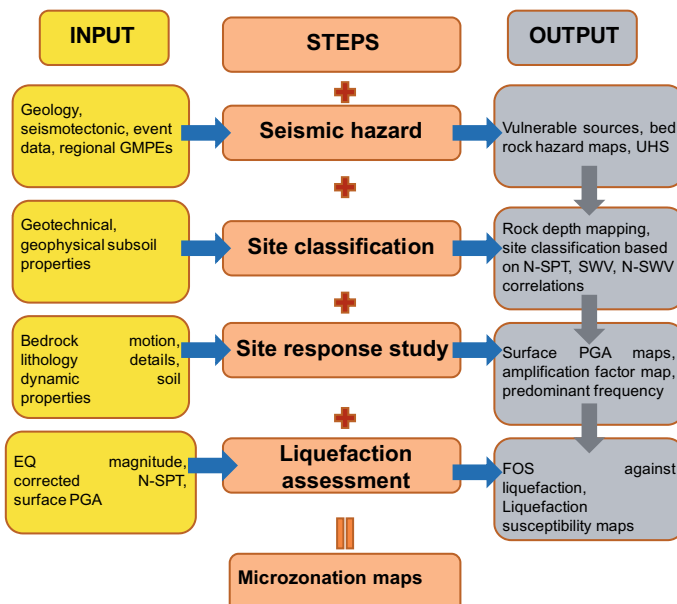 INPUT
STEPS
OUTPUT
Geology,
seismotectonic, event
data, regional GMPEs
Seismic hazard
Vulnerable sources, bed
rock hazard maps, UHS
Geotechnical,
geophysical subsoil
properties
Site classification
Rock depth mapping,
site classification based
on N-SPT, SWV, N-SWV
correlations
Bedrock motion,
lithology details,
dynamic soil
properties
Site response study
Surface PGA maps,
amplification factor map,
predominant frequency
EQ magnitude,
corrected N-SPT,
surface PGA
Liquefaction
assessment
FOS against
liquefaction,
Liquefaction
susceptibility maps
Microzonation maps